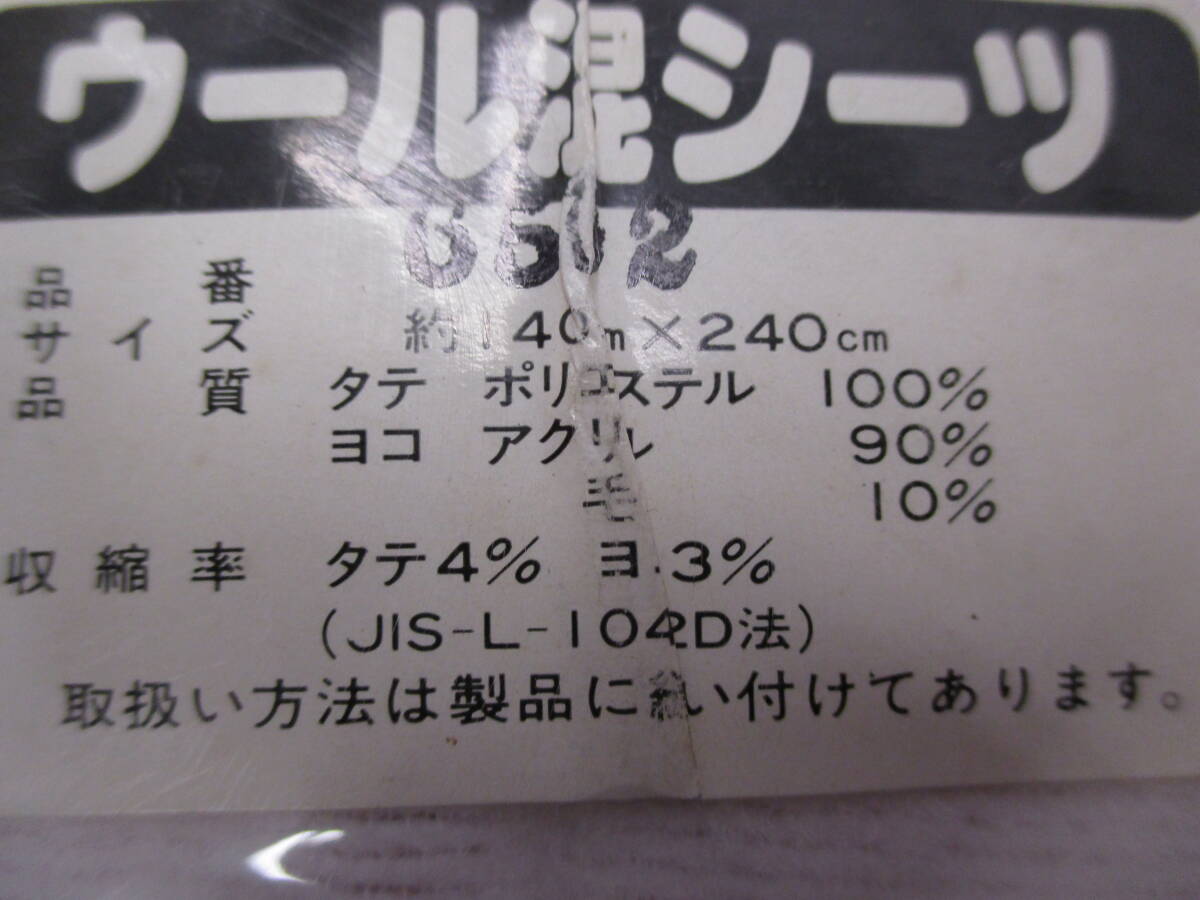 ウール混シーツ
品番
サイズ 約140m×240cm
品質 タテ ポリエステル 100%
ヨコ アクリル 90%
毛 10%
収縮率 タテ4% ヨ 3%
(JIS-L-1042D法)
取扱い方法は製品に縫い付けてあります。